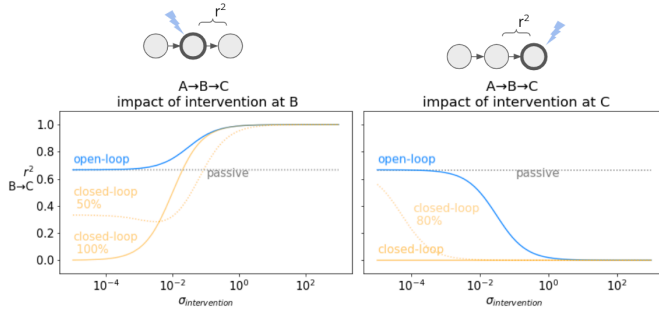 r²
r²
A→B→C
impact of intervention at B
A→B→C
impact of intervention at C
r²
B→C
1.0
0.8
0.6
0.4
0.2
0.0
open-loop
passive
closed-loop
50%
closed-loop
100%
10⁻⁴
10⁻²
10⁰
10²
σintervention
open-loop
passive
closed-loop
80%
closed-loop
10⁻⁴
10⁻²
10⁰
10²
σintervention